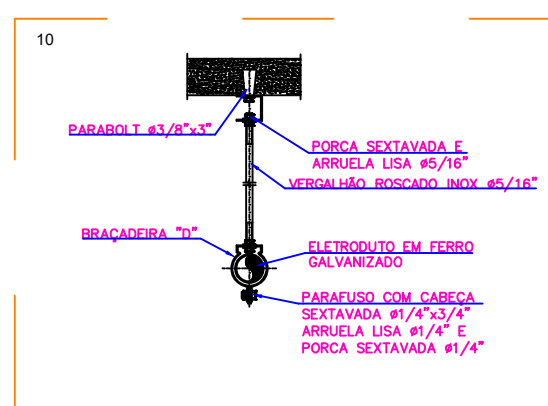 10
PARABOLT ø3/8"x3"
PORCA SEXTAVADA E
ARRUELA LISA ø5/16"
VERGALHÃO ROSCADO INOX ø5/16"
BRAÇADEIRA "D"
ELETRODUTO EM FERRO
GALVANIZADO
PARAFUSO COM CABEÇA
SEXTAVADA ø1/4"x3/4"
ARRUELA LISA ø1/4" E
PORCA SEXTAVADA ø1/4"